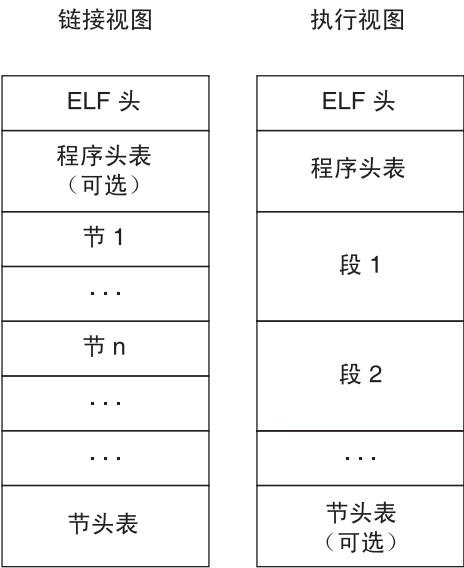 链接视图
执行视图
ELF 头
程序头表
（可选）
节 1
. . .
节 n
. . .
. . .
节头表
ELF 头
程序头表
段 1
段 2
. . .
节头表
（可选）